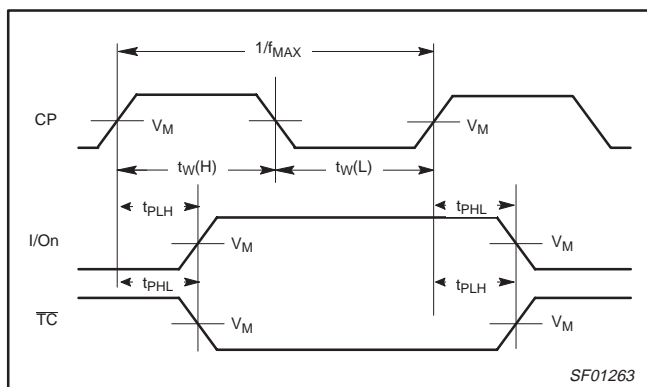 1/fMAX
CP
VM
VM
tW(H)
tW(L)
tPLH
tPHL
I/On
VM
VM
tPHL
tPLH
TC
VM
VM
SF01263